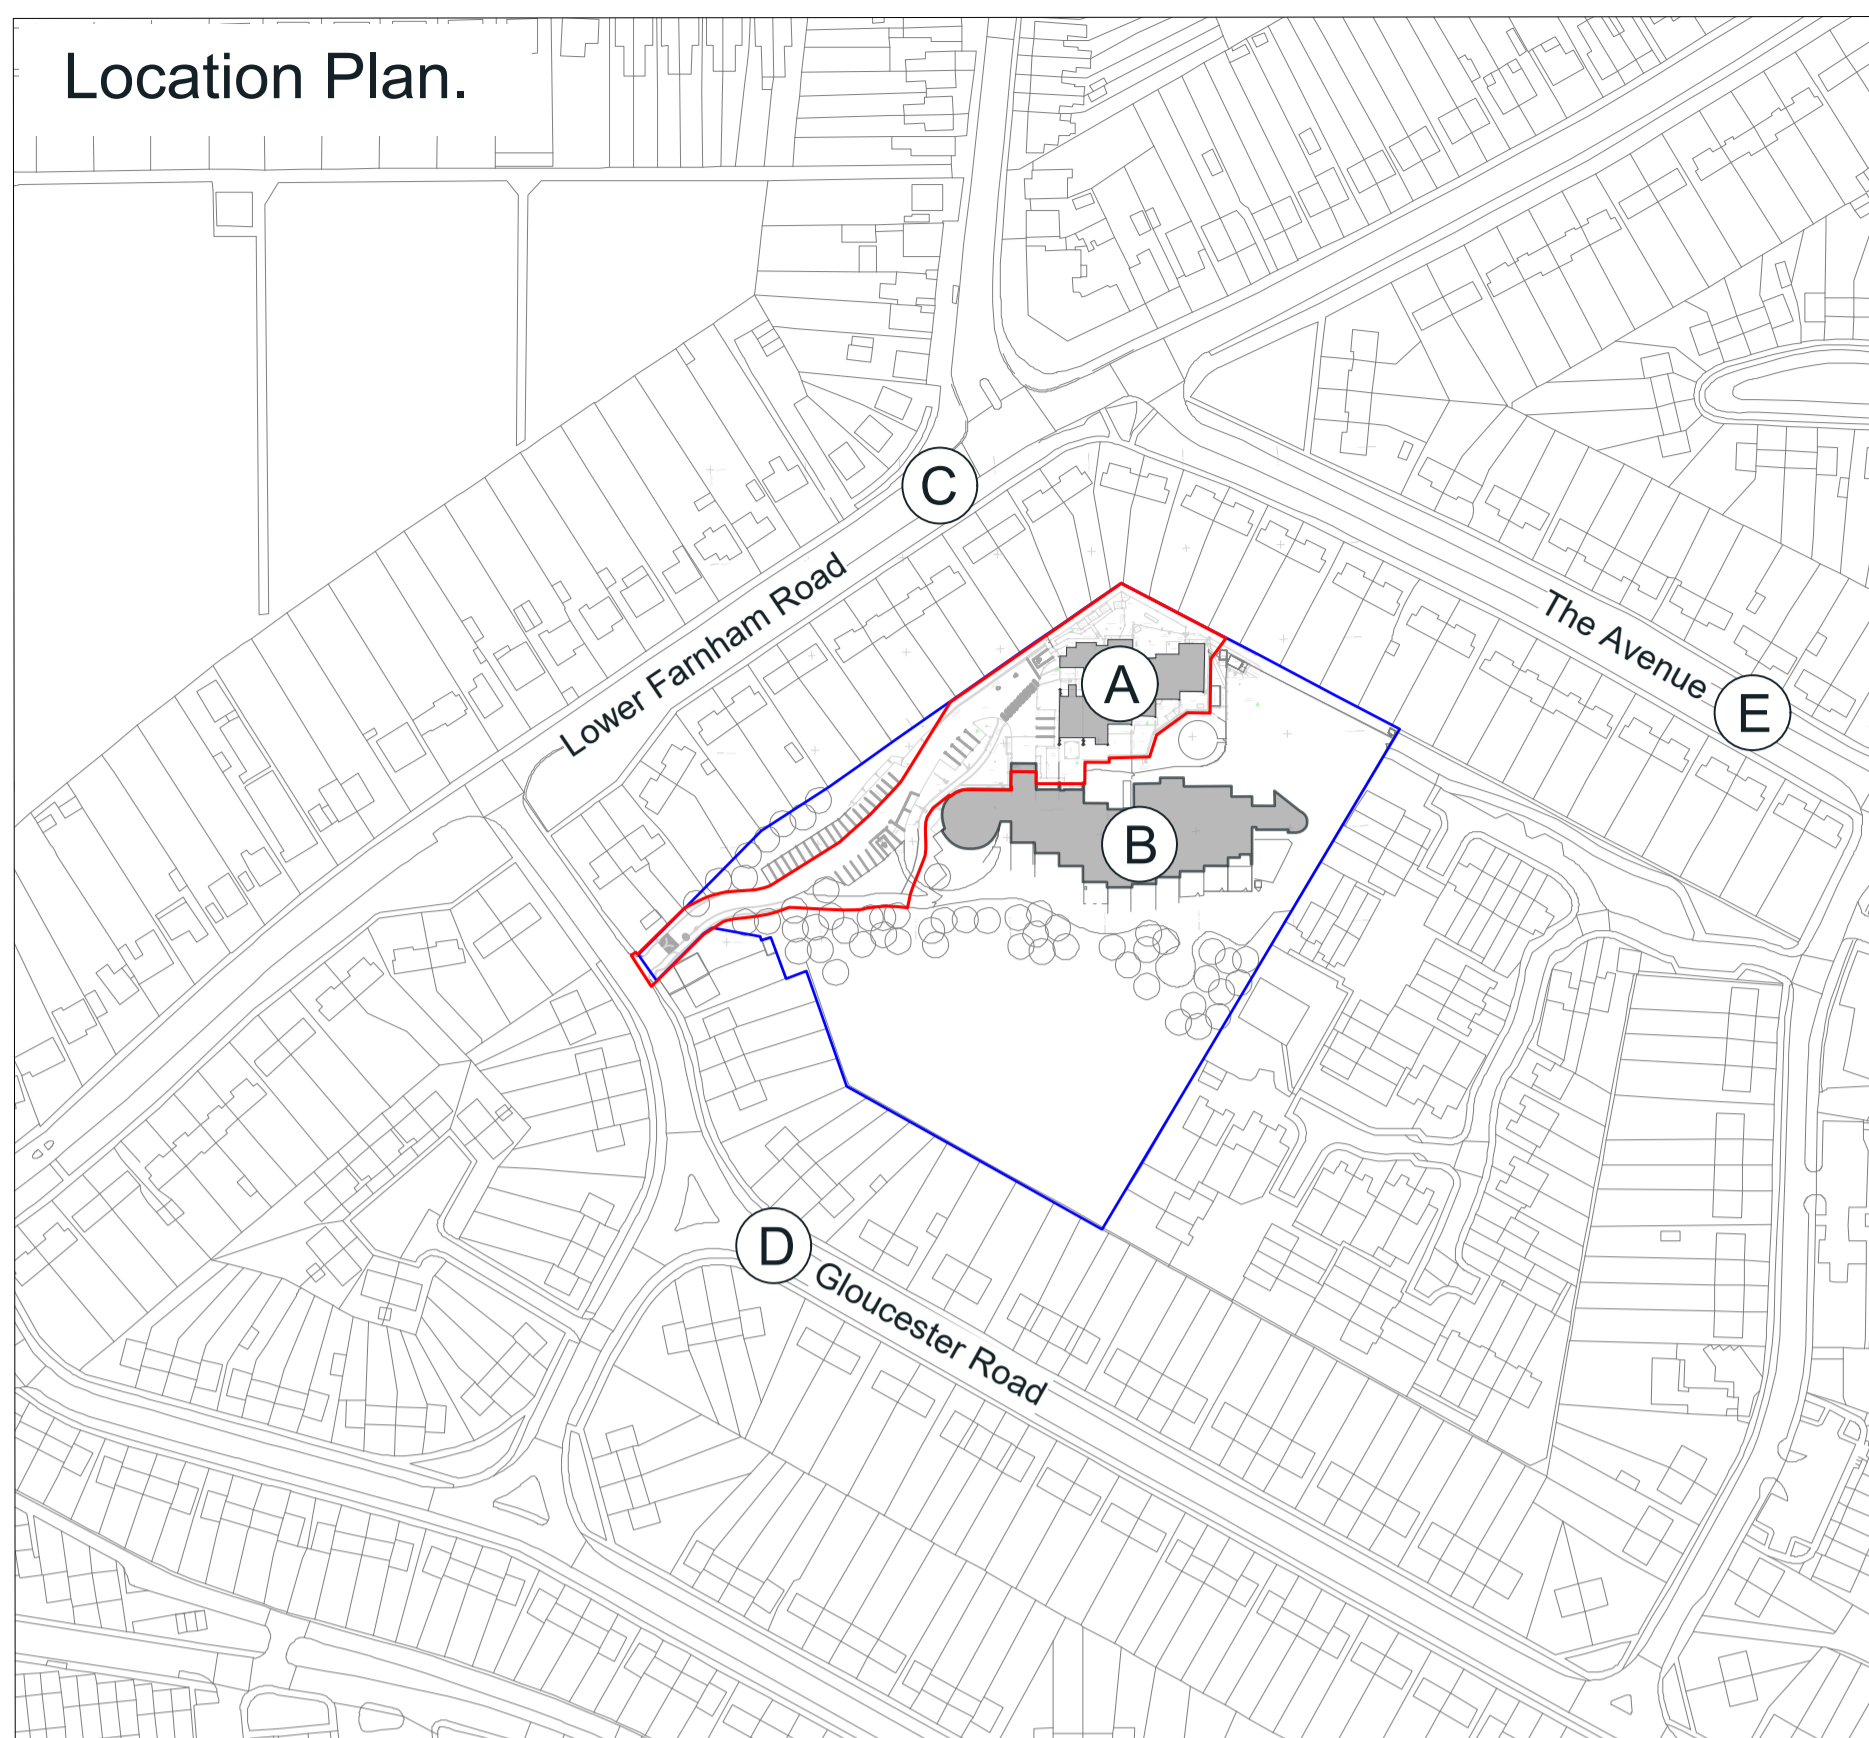 Location Plan.
C
Lower Farnham Road
The Avenue
A
E
B
D
Gloucester Road